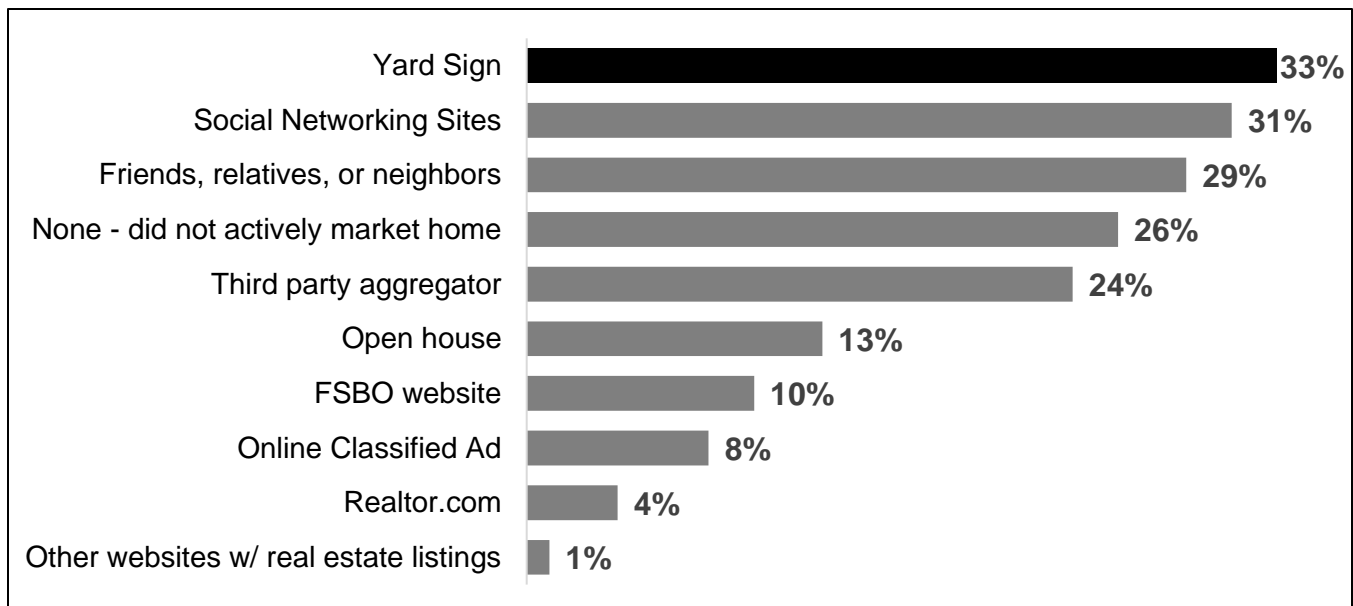 Yard Sign 33%
Social Networking Sites 31%
Friends, relatives, or neighbors 29%
None - did not actively market home 26%
Third party aggregator 24%
Open house 13%
FSBO website 10%
Online Classified Ad 8%
Realtor.com 4%
Other websites w/ real estate listings 1%